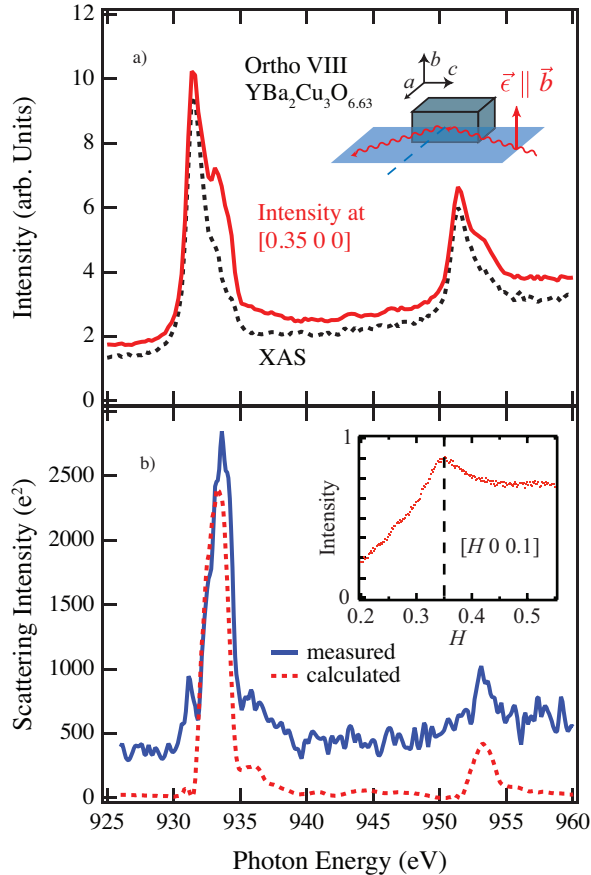 12
10
8
6
4
2
0
Intensity (arb. Units)
a)
Ortho VIII
YBa₂Cu₃O₆.₆₃
b
a
c
ϵ⃗ || b⃗
Intensity at
[0.35 0 0]
XAS
b)
2500
2000
1500
1000
500
0
Scattering Intensity (e²)
1
0
Intensity
[H 0 0.1]
0.2 0.3 0.4 0.5
H
measured
calculated
925 930 935 940 945 950 955 960
Photon Energy (eV)